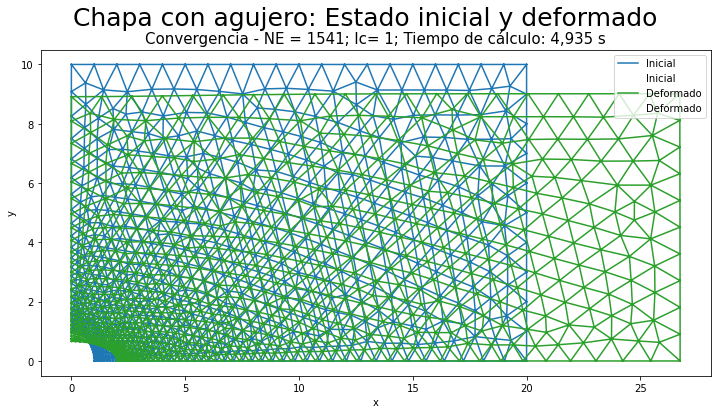 Chapa con agujero: Estado inicial y deformado
Convergencia - NE = 1541; lc= 1; Tiempo de cálculo: 4,935 s
Inicial
Inicial
Deformado
Deformado
10
8
6
4
2
0
y
0
5
10
15
20
25
x